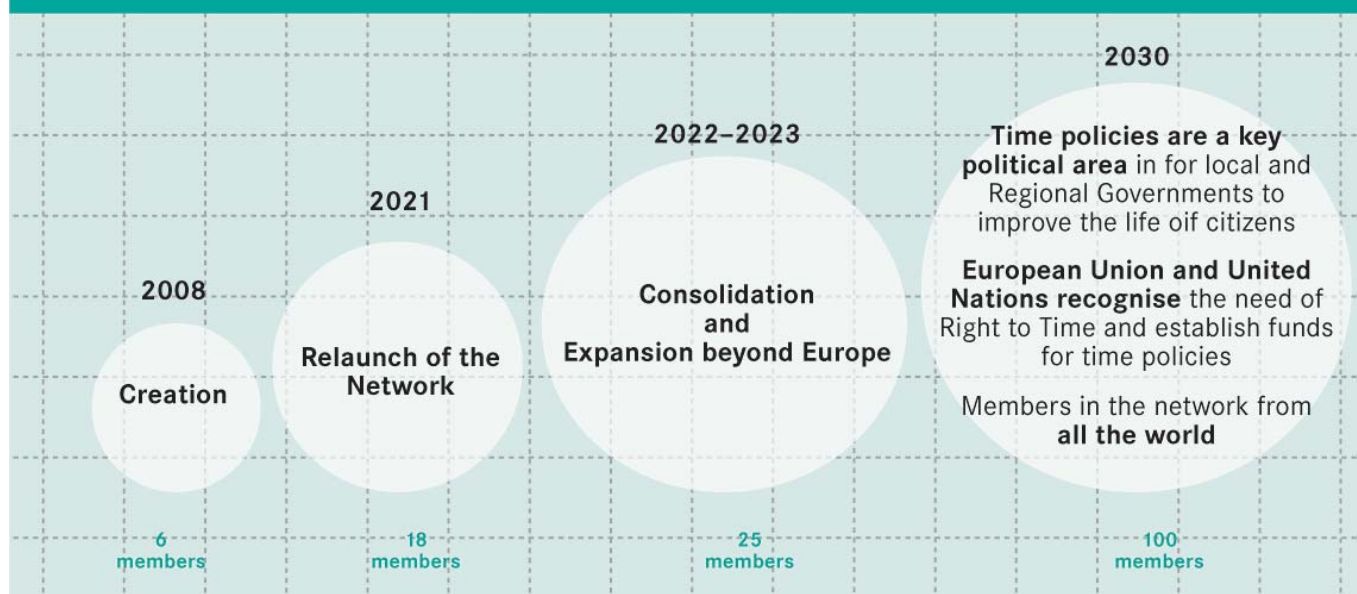 2008
Creation
6
members
2021
Relaunch of the
Network
18
members
2022–2023
Consolidation
and
Expansion beyond Europe
25
members
2030
Time policies are a key
political area in for local and
Regional Governments to
improve the life oif citizens
European Union and United
Nations recognise the need of
Right to Time and establish funds
for time policies
Members in the network from
all the world
100
members